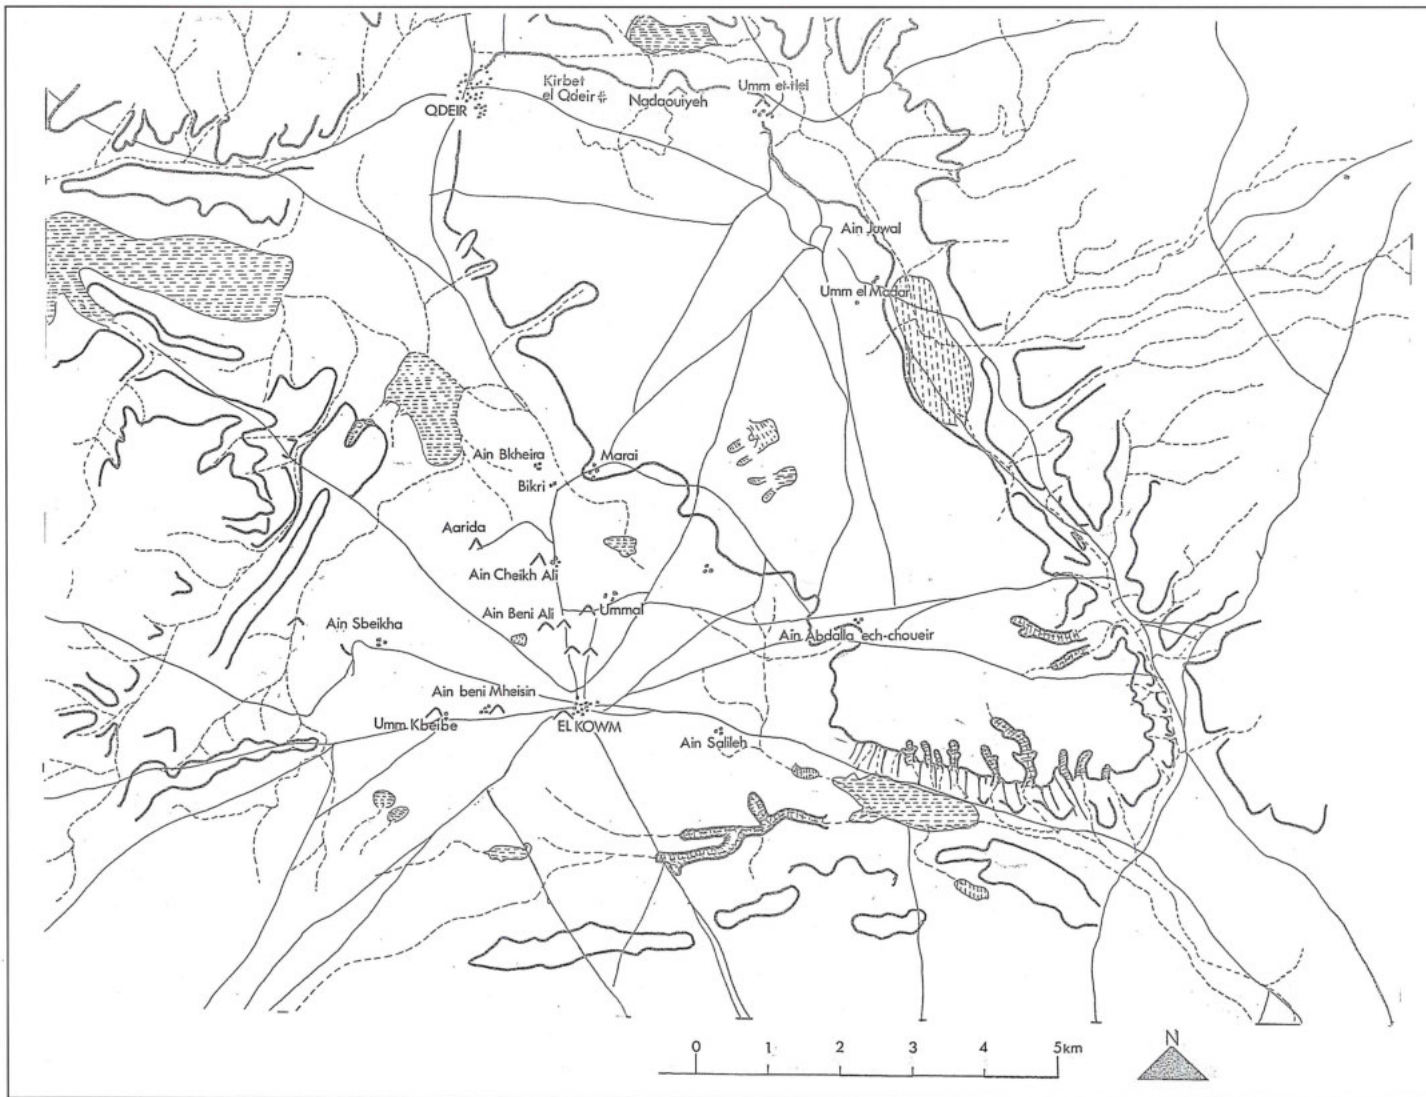 Kirbet
el Qdeir
Nadaouiyeh
Umm et-tlel
QDEIR
Ain Juwal
Umm el Madar
Ain Bkheira
Marai
Bikri
Aarida
Ain Cheikh Ali
Ain Beni Ali
Ummal
Ain Sbeikha
Ain Abdalla ech-choueir
Ain beni Mheisin
Umm Kbeibe
EL KOWM
Ain Salileh
0 1 2 3 4 5km
N